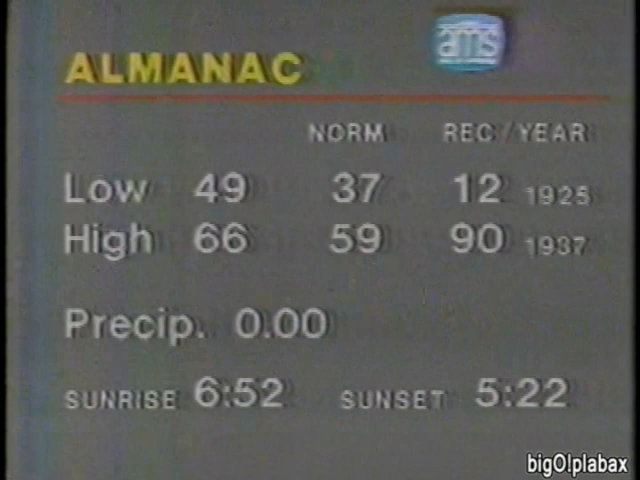 ams
ALMANAC
NORM REC/YEAR
Low 49 37 12 1925
High 66 59 90 1937
Precip. 0.00
SUNRISE 6:52 SUNSET 5:22
bigO!plabax